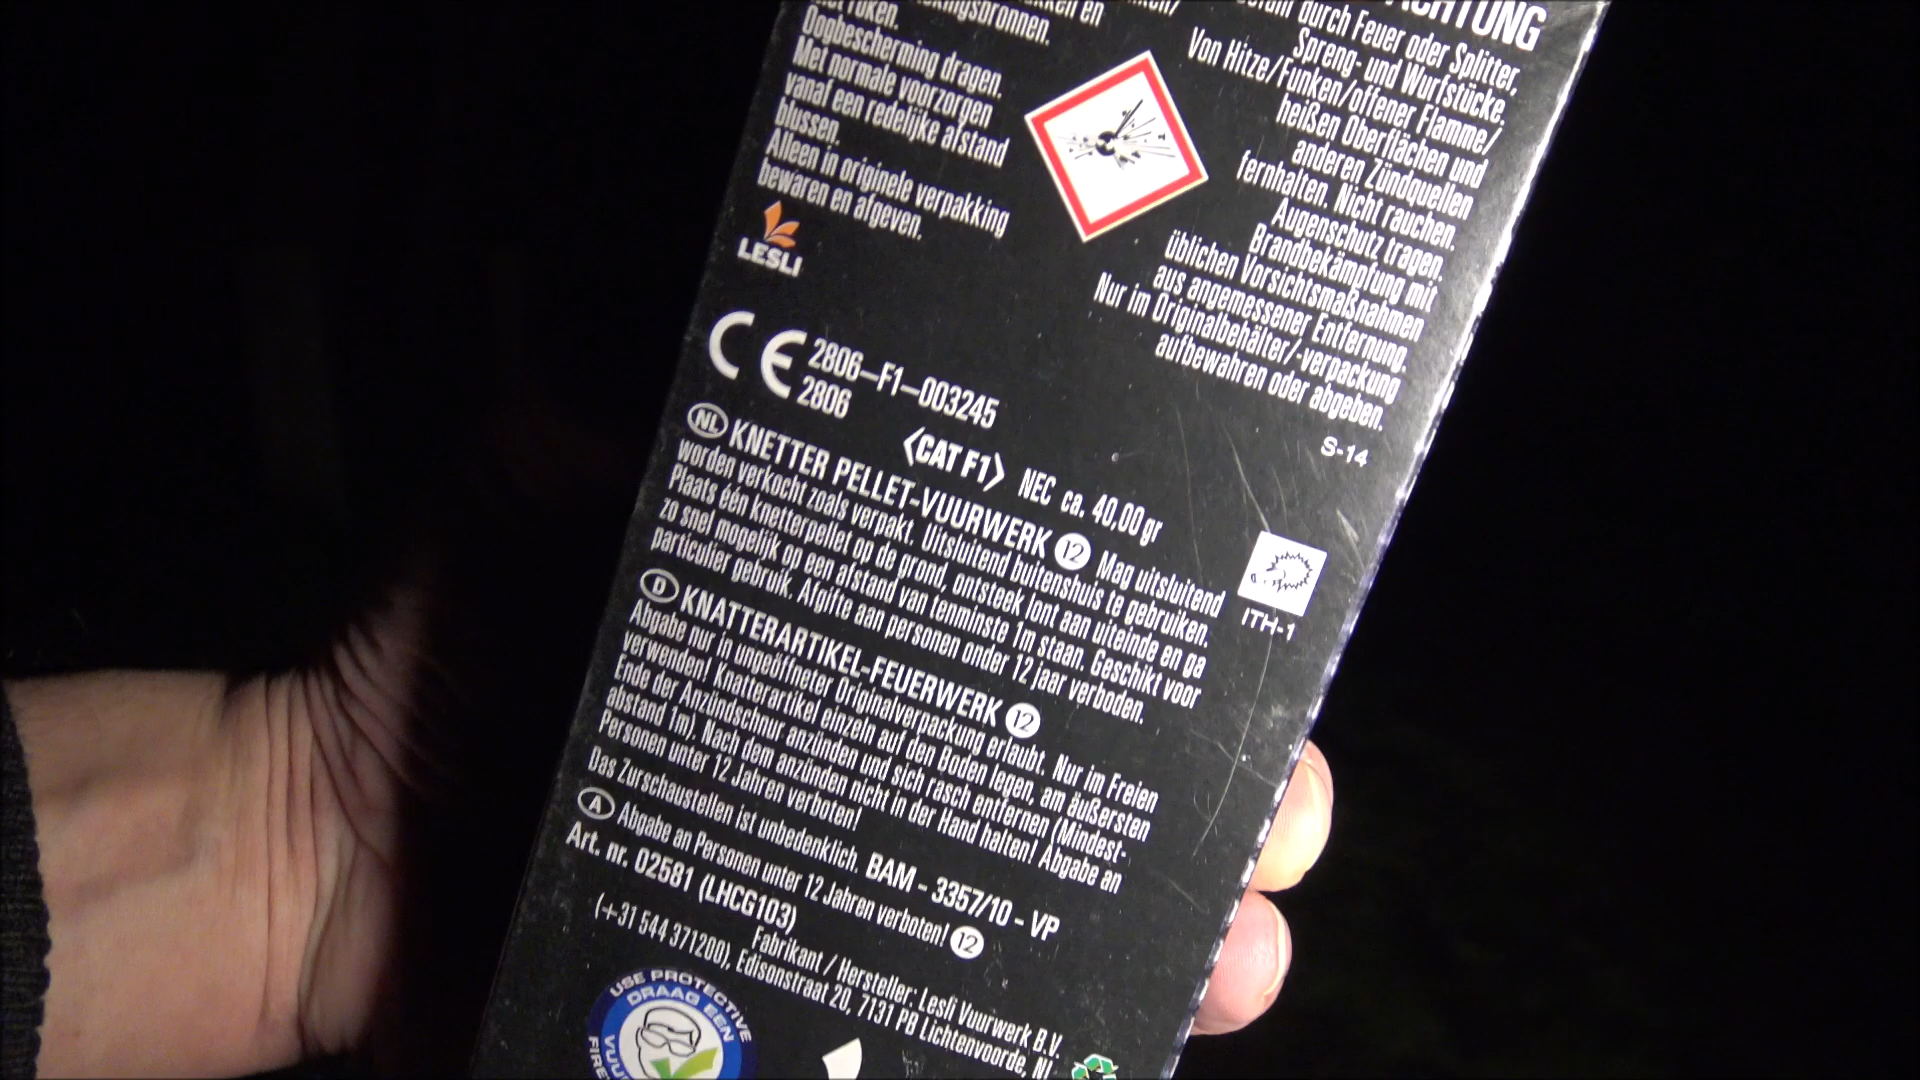 Oogbescherming dragen.
Met normale voorzorgen
vanaf een redelijke afstand
blussen.
Alleen in originele verpakking
bewaren en afgeven.
LESLI
ACHTUNG
durch Feuer oder Splitter,
Spreng- und Wurfstücke.
Von Hitze/Funken/offener Flamme/
heißen Oberflächen und
anderen Zündquellen
fernhalten. Nicht rauchen.
Augenschutz tragen.
Brandbekämpfung mit
üblichen Vorsichtsmaßnahmen
aus angemessener Entfernung.
Nur im Originalbehälter/-verpackung
aufbewahren oder abgeben.
S-14
CE 2806-F1-003245
2806
<CAT F1> NEC ca. 40,00 gr
NL KNETTER PELLET-VUURWERK 12 Mag uitsluitend
worden verkocht zoals verpakt. Uitsluitend buitenshuis te gebruiken.
Plaats één knetterpellet op de grond, ontsteek lont aan uiteinde en ga
zo snel mogelijk op een afstand van tenminste 1m staan. Geschikt voor
particulier gebruik. Afgifte aan personen onder 12 jaar verboden.
ITH-1
D KNATTERARTIKEL-FEUERWERK 12
Abgabe nur in ungeöffneter Originalverpackung erlaubt. Nur im Freien
verwenden! Knatterartikel einzeln auf den Boden legen, am äußersten
Ende der Anzündschnur anzünden und sich rasch entfernen (Mindest-
abstand 1m). Nach dem anzünden nicht in der Hand halten! Abgabe an
Personen unter 12 Jahren verboten!
Das Zurschaustellen ist unbedenklich. BAM - 3357/10 - VP
A Abgabe an Personen unter 12 Jahren verboten! 12
Art. nr. 02581 (LHCG103)
Fabrikant / Hersteller: Lesli Vuurwerk B.V.
(+31 544 371200), Edisonstraat 20, 7131 PB Lichtenvoorde, NL
USE PROTECTIVE
DRAAG EEN